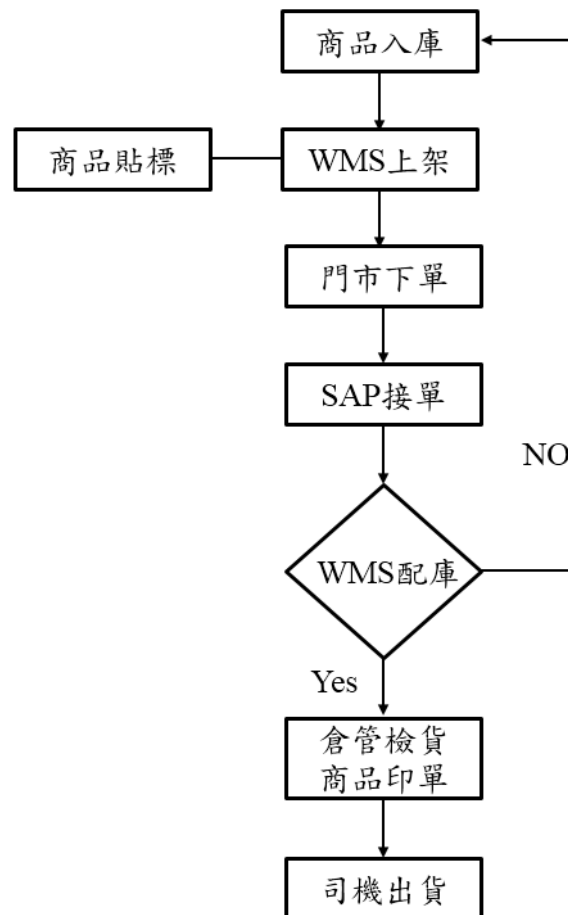 商品入庫
商品貼標
WMS上架
門市下單
SAP接單
NO
WMS配庫
Yes
倉管檢貨
商品印單
司機出貨